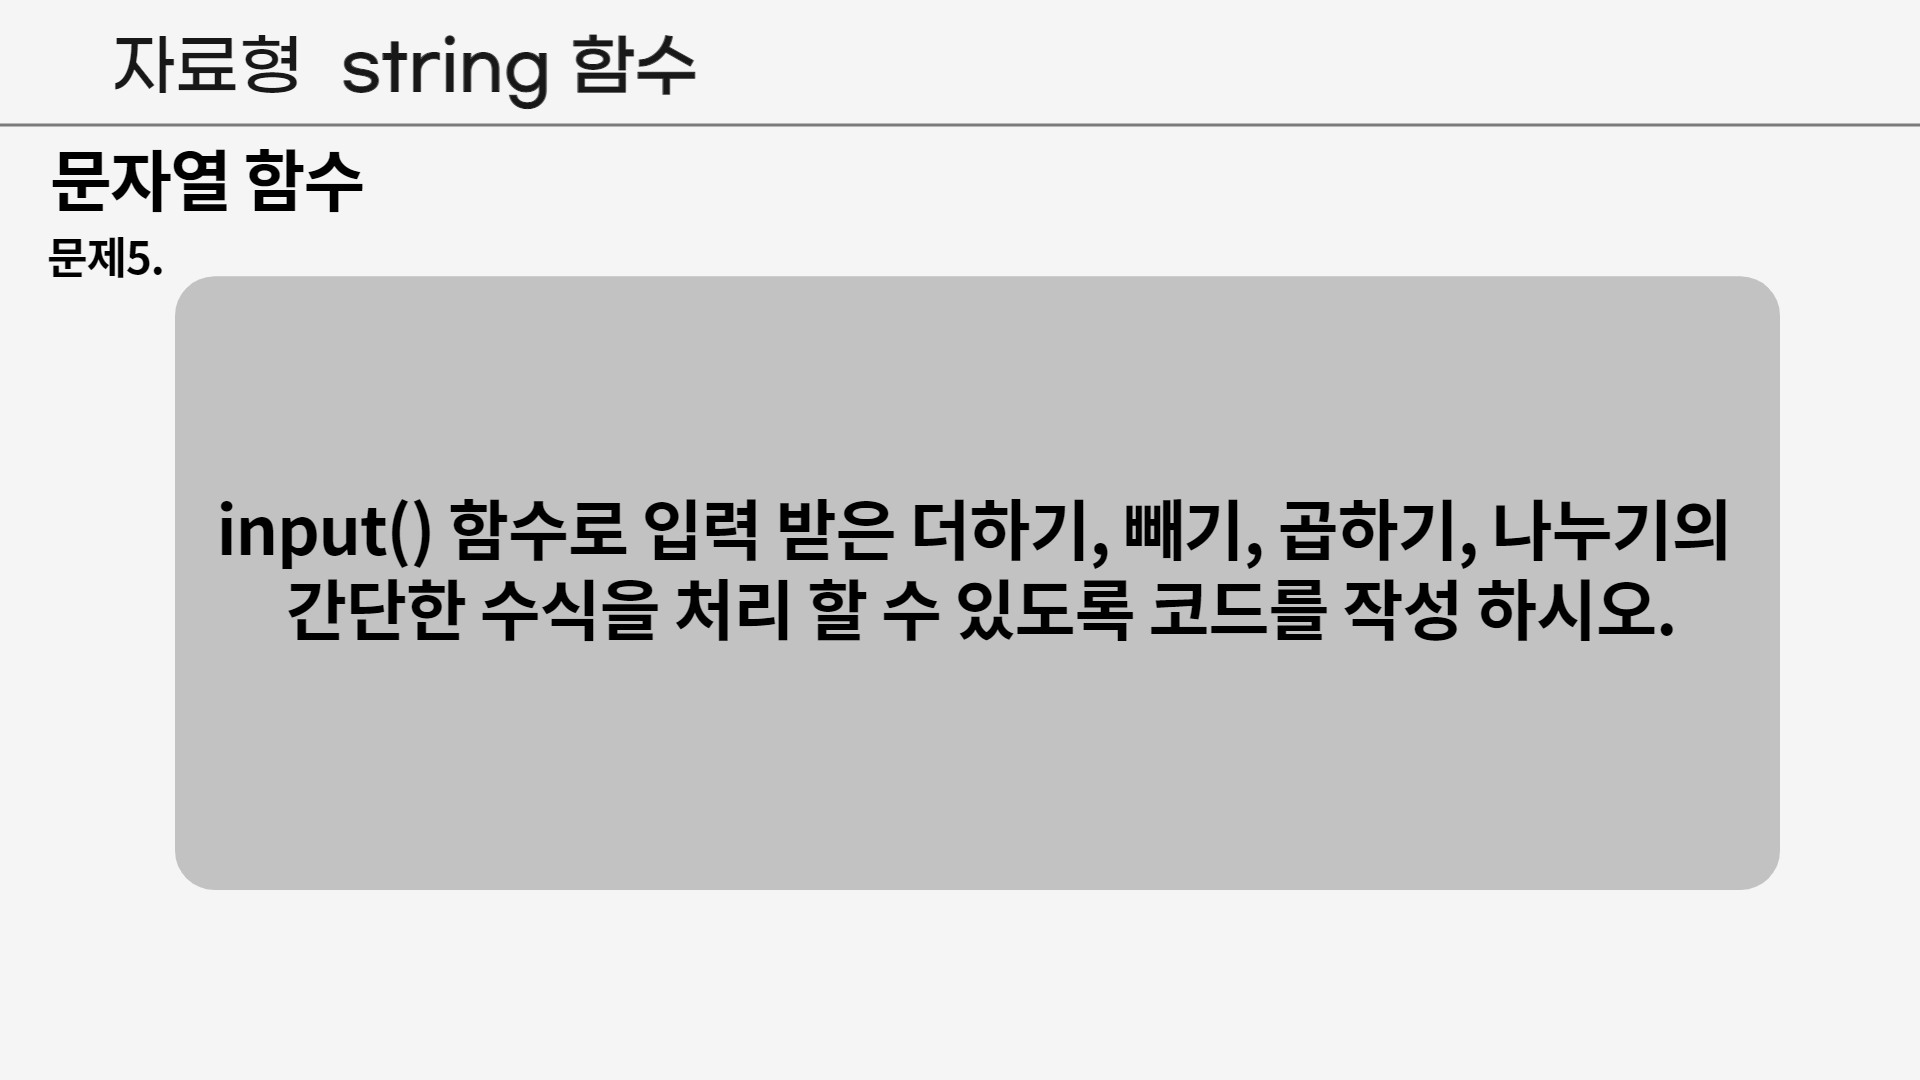 자료형 string 함수
문자열 함수
문제5.
input() 함수로 입력 받은 더하기, 빼기, 곱하기, 나누기의
간단한 수식을 처리 할 수 있도록 코드를 작성 하시오.